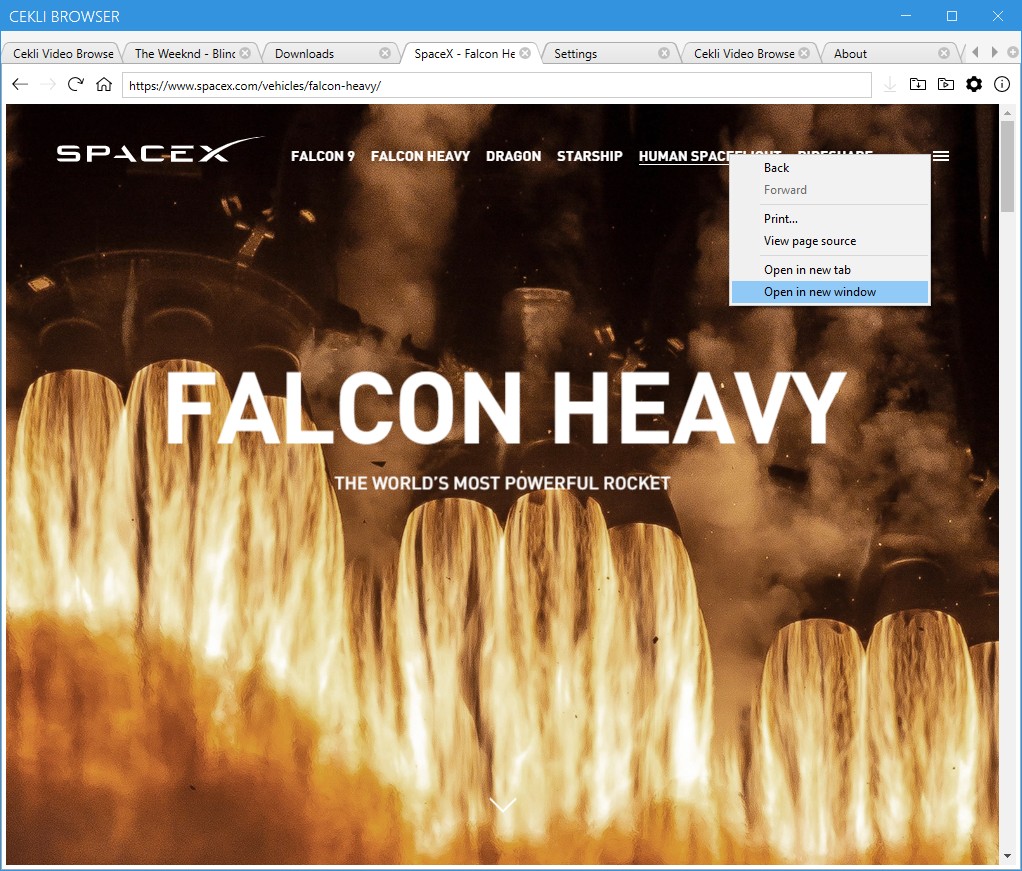 CEKLI BROWSER
Cekli Video Browse
The Weeknd - Blind
Downloads
SpaceX - Falcon He
Settings
Cekli Video Browse
About
https://www.spacex.com/vehicles/falcon-heavy/
SPACEX
FALCON 9 FALCON HEAVY DRAGON STARSHIP HUMAN SPACEFLIGHT RIDESHARE
Back
Forward
Print...
View page source
Open in new tab
Open in new window
FALCON HEAVY
THE WORLD'S MOST POWERFUL ROCKET